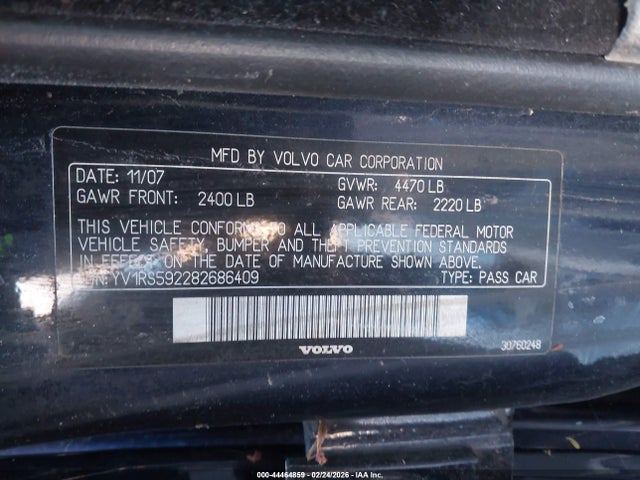 MFD BY VOLVO CAR CORPORATION
DATE: 11/07 GVWR: 4470 LB
GAWR FRONT: 2400 LB GAWR REAR: 2220 LB
THIS VEHICLE CONFORMS TO ALL APPLICABLE FEDERAL MOTOR
VEHICLE SAFETY, BUMPER AND THEFT PREVENTION STANDARDS
IN EFFECT ON THE DATE OF MANUFACTURE SHOWN ABOVE.
YV1RS592282686409 TYPE: PASS CAR
VOLVO 30760248
000-44464859 - 02/24/2026 - IAA Inc.